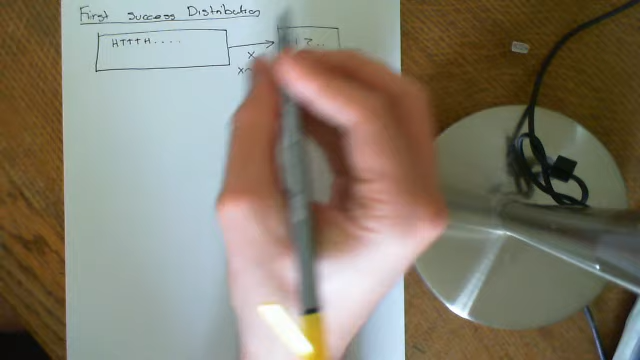 First Success Distribution
HTTTH....
X
X~